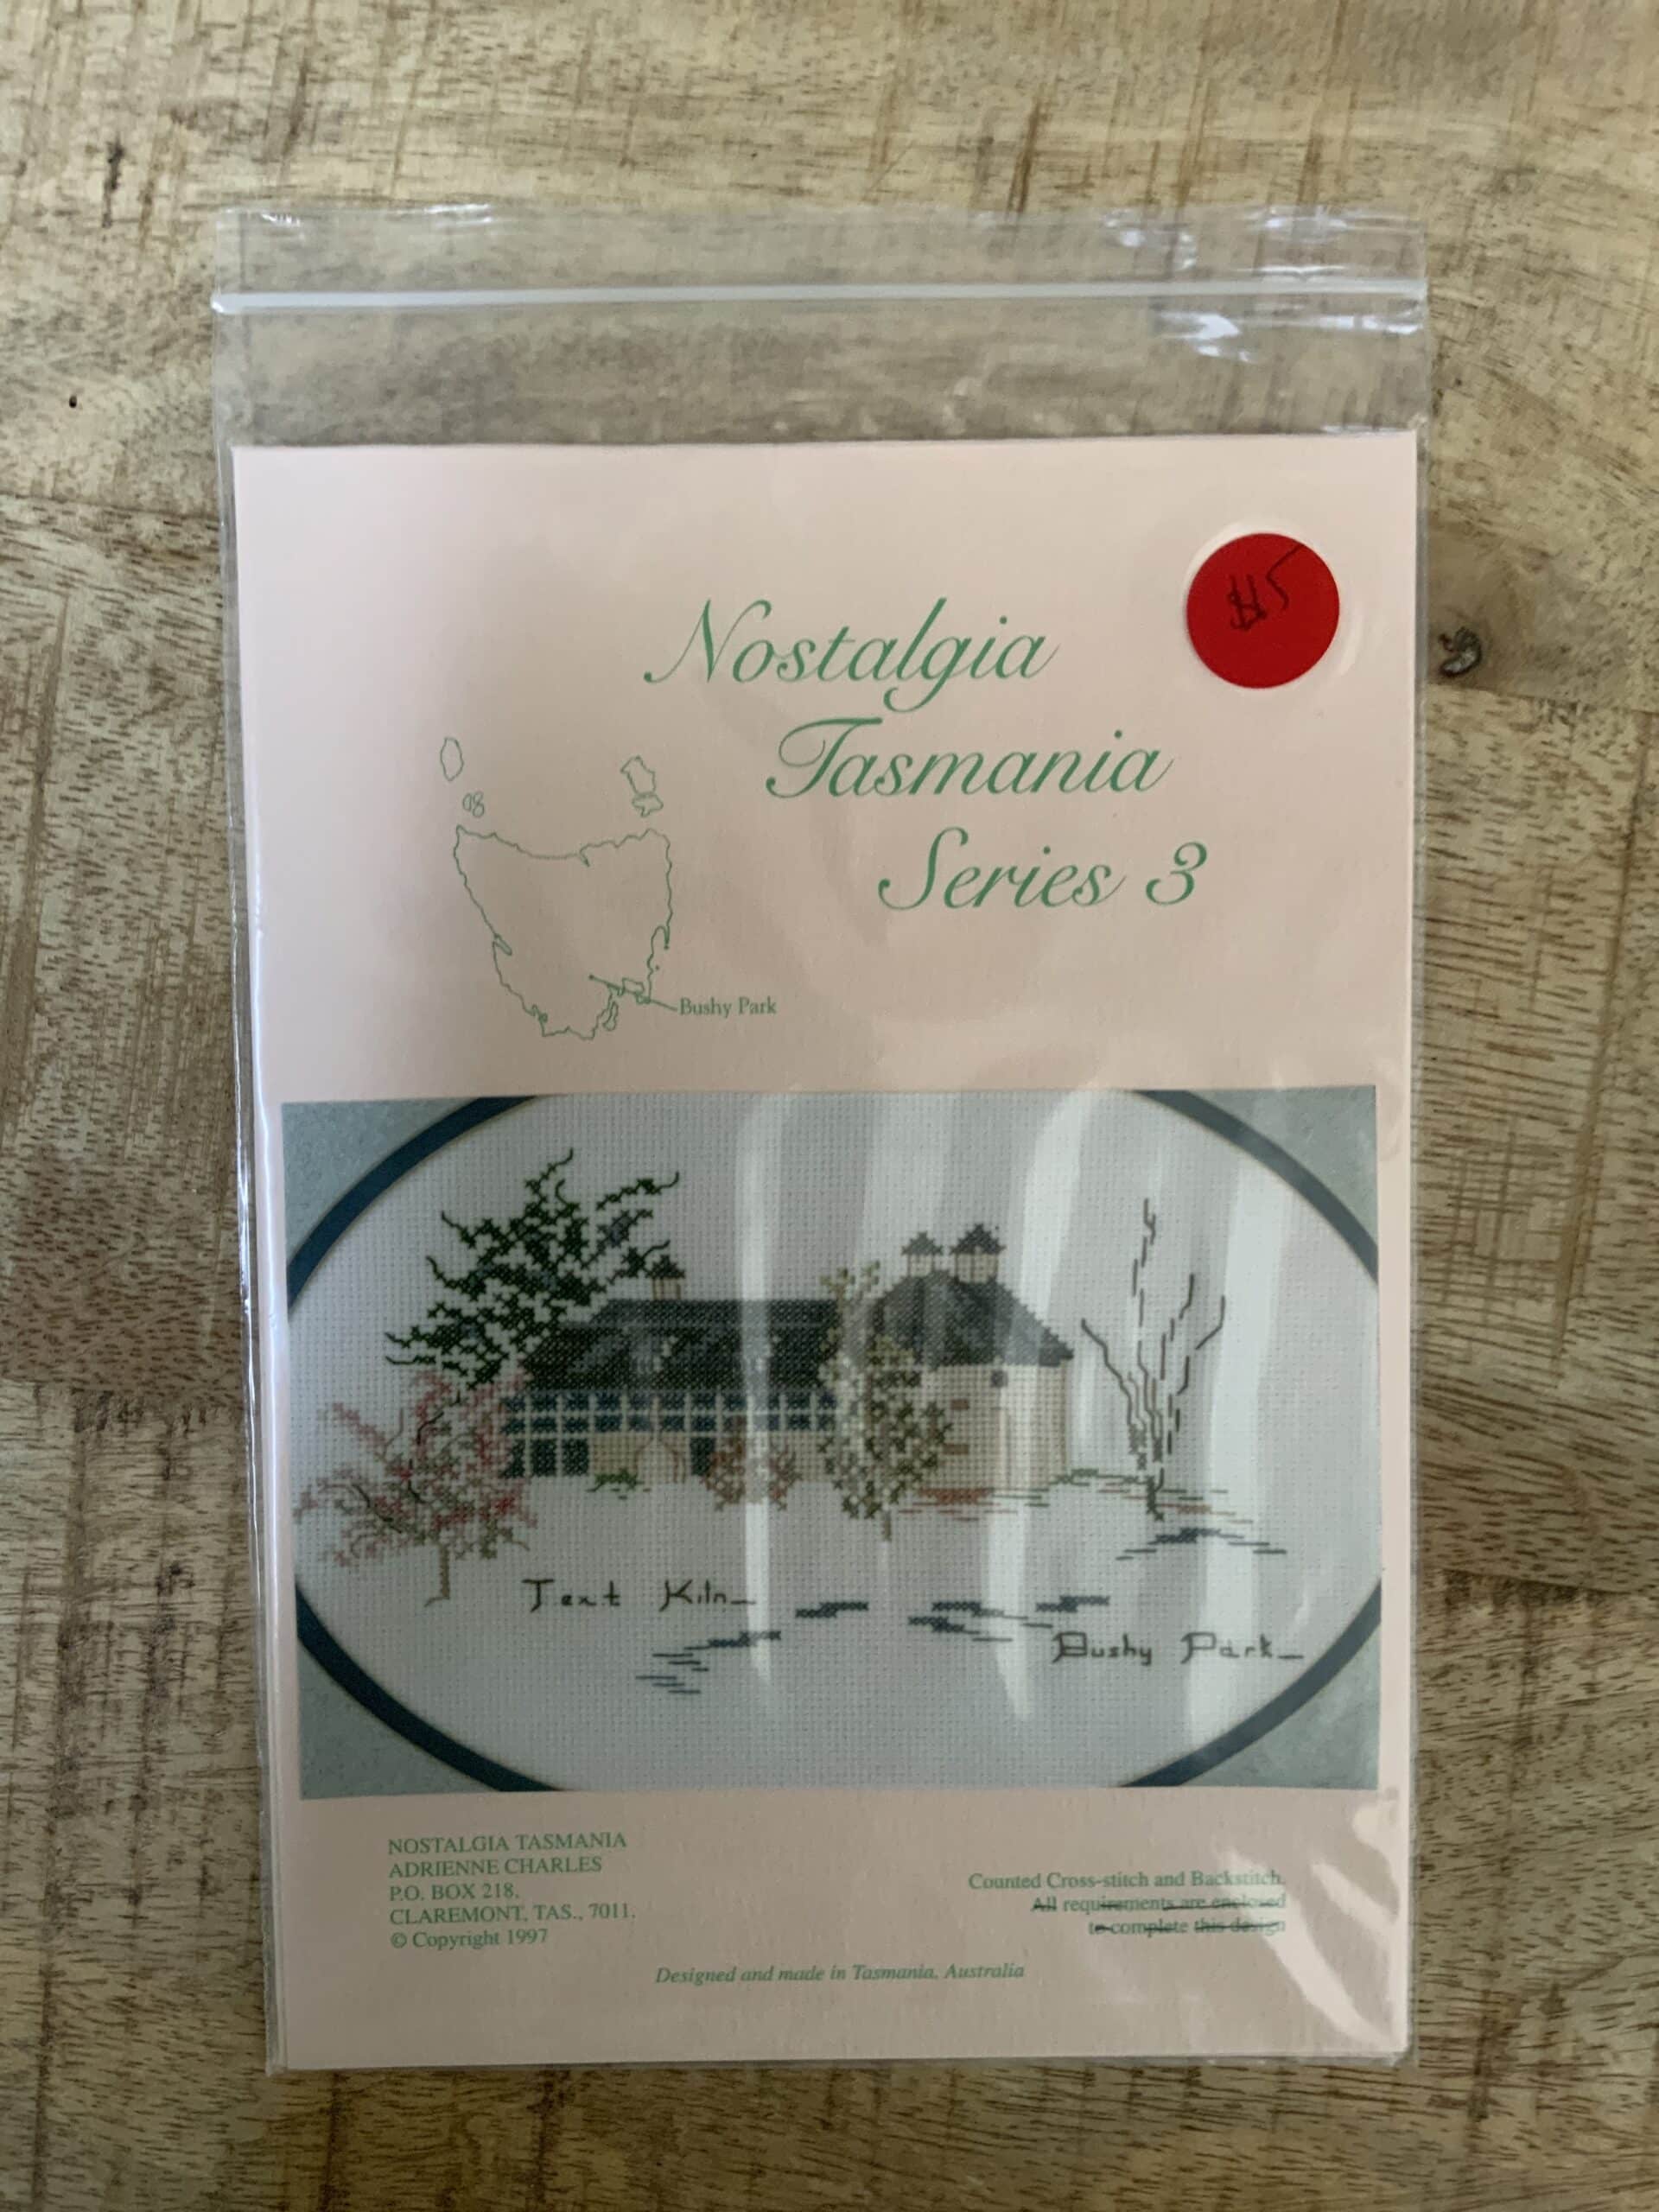 $5
Nostalgia
Tasmania
Series 3
Bushy Park
Text Kiln
Bushy Park
NOSTALGIA TASMANIA
ADRIENNE CHARLES
P.O. BOX 218,
CLAREMONT, TAS., 7011.
© Copyright 1997
Counted Cross-stitch and Backstitch.
All requirements are enclosed
to complete this design
Designed and made in Tasmania, Australia